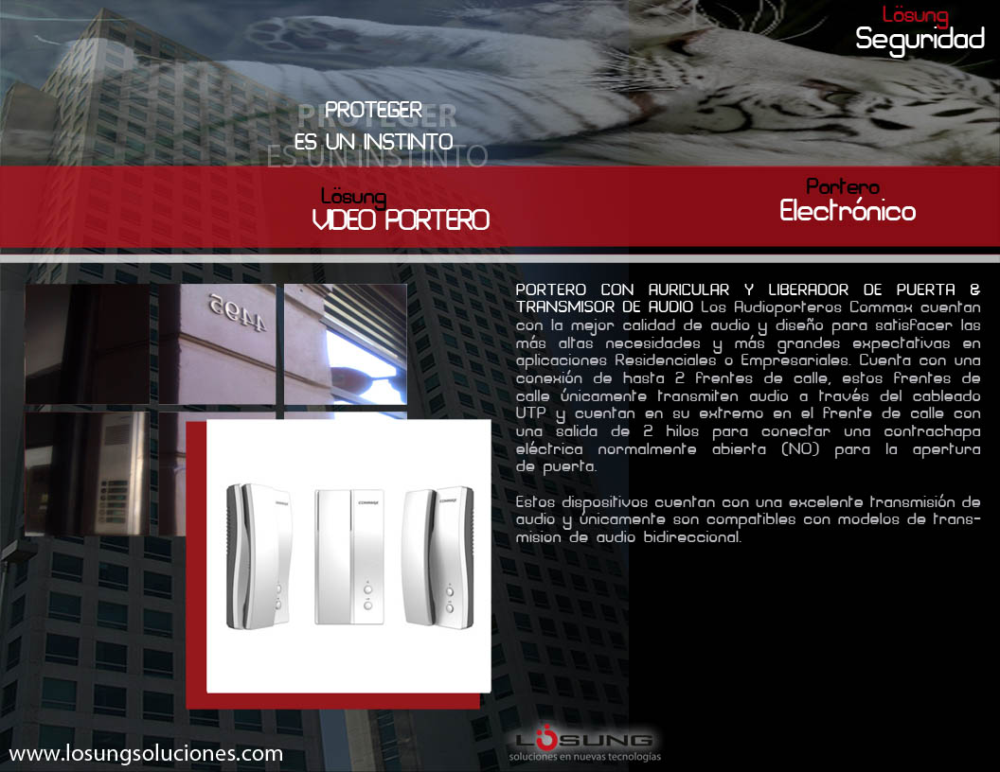 Lösung
Seguridad
PROTEGER
PROTEGER
ES UN INSTINTO
ES UN INSTINTO
Lösung
VIDEO PORTERO
Portero
Electrónico
4495
PORTERO CON AURICULAR Y LIBERADOR DE PUERTA &
TRANSMISOR DE AUDIO Los Audioporteros Commax cuentan
con la mejor calidad de audio y diseño para satisfacer las
más altas necesidades y más grandes expectativas en
aplicaciones Residenciales o Empresariales. Cuenta con una
conexión de hasta 2 frentes de calle, estos frentes de
calle únicamente transmiten audio a través del cableado
UTP y cuentan en su extremo en el frente de calle con
una salida de 2 hilos para conectar una contrachapa
eléctrica normalmente abierta (NO) para la apertura
de puerta.
Estos dispositivos cuentan con una excelente transmisión de
audio y únicamente son compatibles con modelos de trans-
mision de audio bidireccional.
COMMAX
COMMAX
COMMAX
LÖSUNG
soluciones en nuevas tecnologías
www.losungsoluciones.com